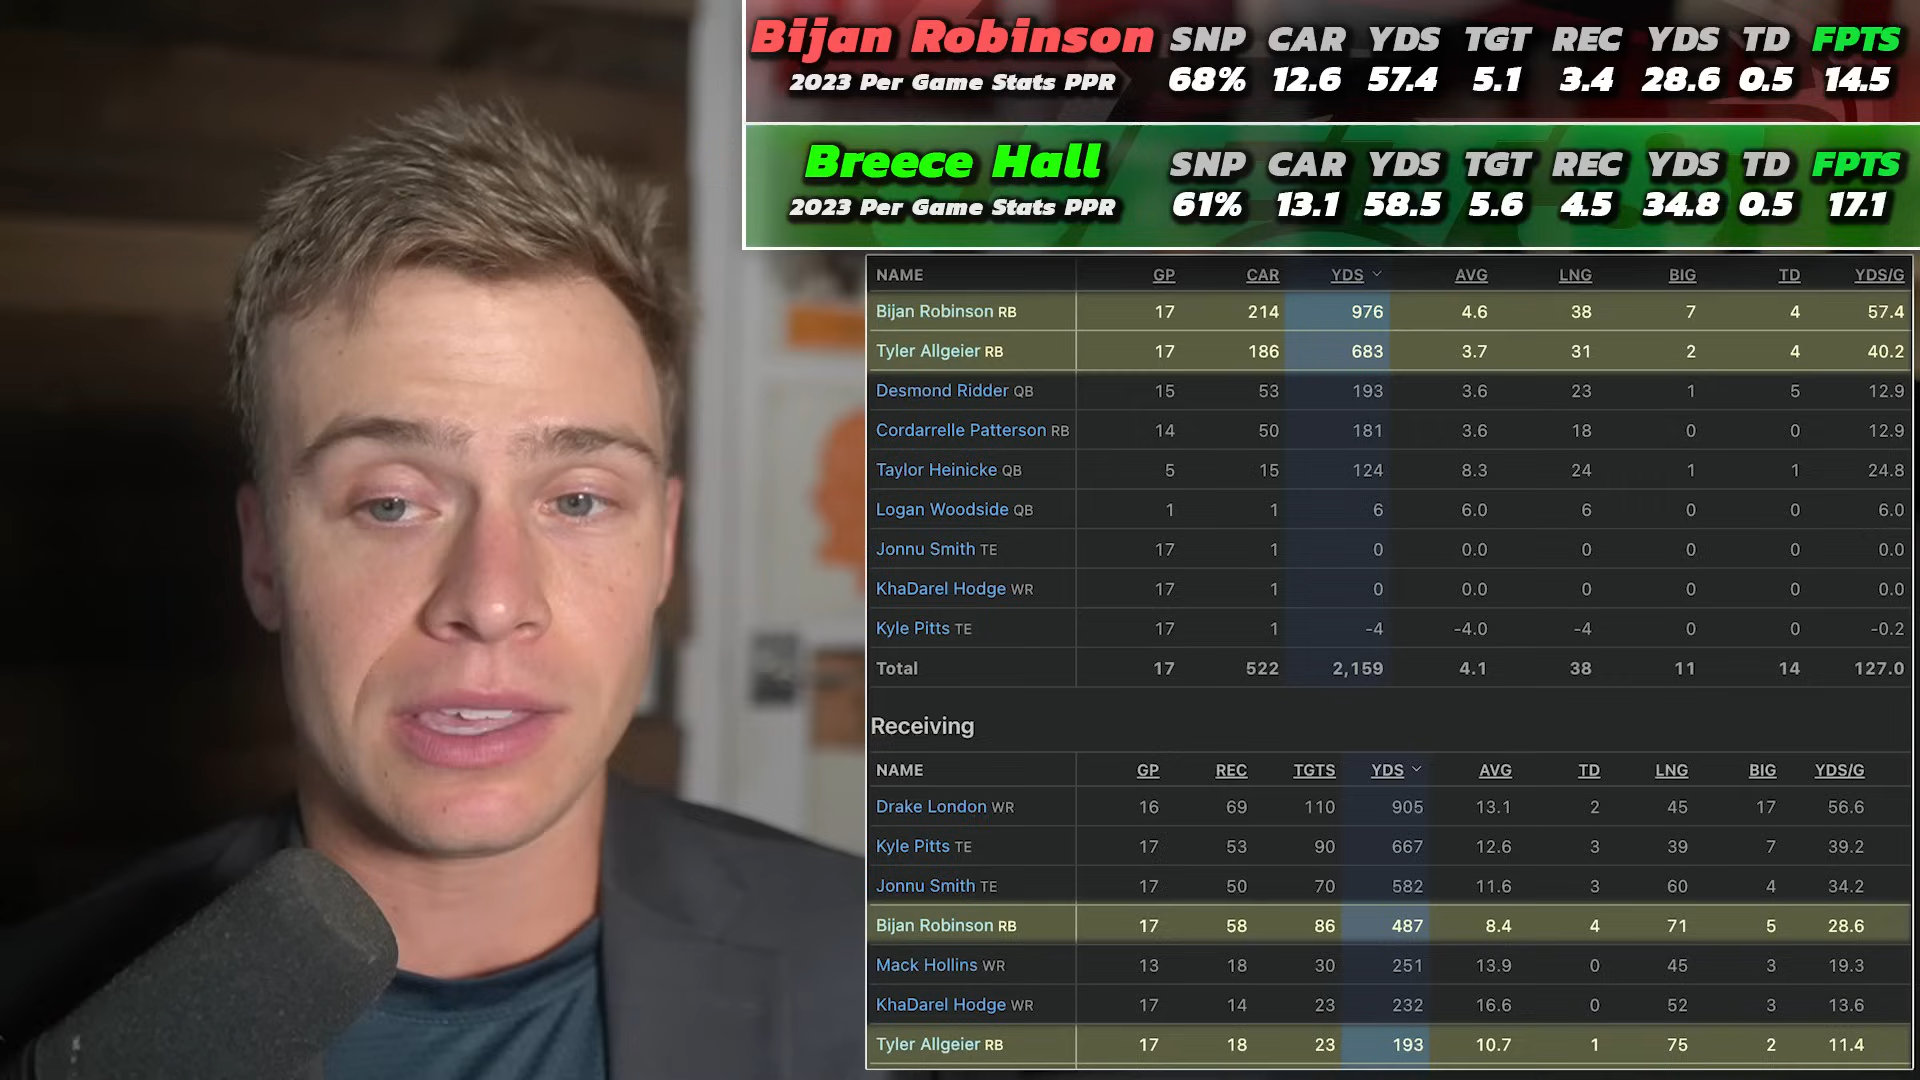 Bijan Robinson SNP CAR YDS TGT REC YDS TD FPTS
2023 Per Game Stats PPR 68% 12.6 57.4 5.1 3.4 28.6 0.5 14.5
Breece Hall SNP CAR YDS TGT REC YDS TD FPTS
2023 Per Game Stats PPR 61% 13.1 58.5 5.6 4.5 34.8 0.5 17.1
NAME GP CAR YDS AVG LNG BIG TD YDS/G
Bijan Robinson RB 17 214 976 4.6 38 7 4 57.4
Tyler Allgeier RB 17 186 683 3.7 31 2 4 40.2
Desmond Ridder QB 15 53 193 3.6 23 1 5 12.9
Cordarrelle Patterson RB 14 50 181 3.6 18 0 0 12.9
Taylor Heinicke QB 5 15 124 8.3 24 1 1 24.8
Logan Woodside QB 1 1 6 6.0 6 0 0 6.0
Jonnu Smith TE 17 1 0 0.0 0 0 0 0.0
KhaDarel Hodge WR 17 1 0 0.0 0 0 0 0.0
Kyle Pitts TE 17 1 -4 -4.0 -4 0 0 -0.2
Total 17 522 2,159 4.1 38 11 14 127.0
Receiving
NAME GP REC TGTS YDS AVG TD LNG BIG YDS/G
Drake London WR 16 69 110 905 13.1 2 45 17 56.6
Kyle Pitts TE 17 53 90 667 12.6 3 39 7 39.2
Jonnu Smith TE 17 50 70 582 11.6 3 60 4 34.2
Bijan Robinson RB 17 58 86 487 8.4 4 71 5 28.6
Mack Hollins WR 13 18 30 251 13.9 0 45 3 19.3
KhaDarel Hodge WR 17 14 23 232 16.6 0 52 3 13.6
Tyler Allgeier RB 17 18 23 193 10.7 1 75 2 11.4